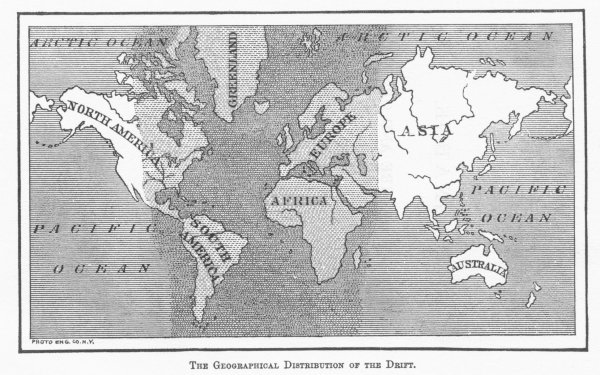 ARCTIC OCEAN
ARCTIC OCEAN
GREENLAND
NORTH AMERICA
EUROPE
ASIA
AFRICA
PACIFIC
OCEAN
PACIFIC
OCEAN
SOUTH
AMERICA
AUSTRALIA
PHOTO ENG. CO. N.Y.
THE GEOGRAPHICAL DISTRIBUTION OF THE DRIFT.